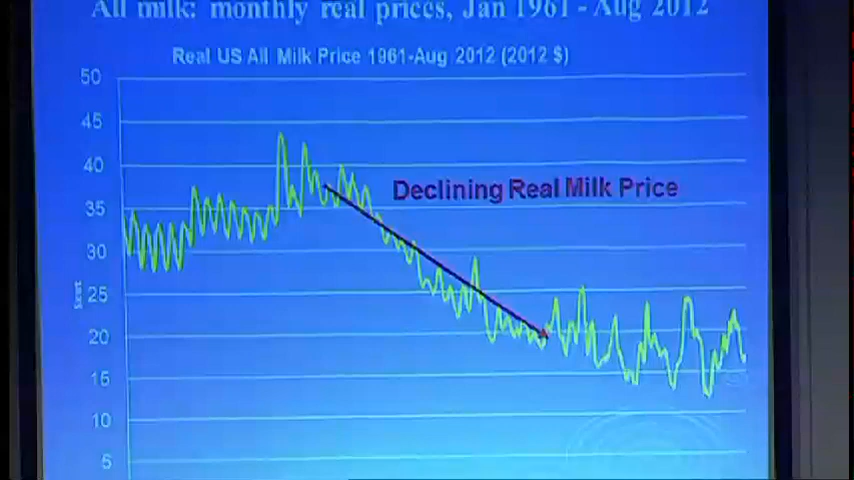 All milk: monthly real prices, Jan 1961 - Aug 2012
Real US All Milk Price 1961-Aug 2012 (2012 $)
50
45
40
Declining Real Milk Price
35
30
$/cwt
25
20
15
10
5